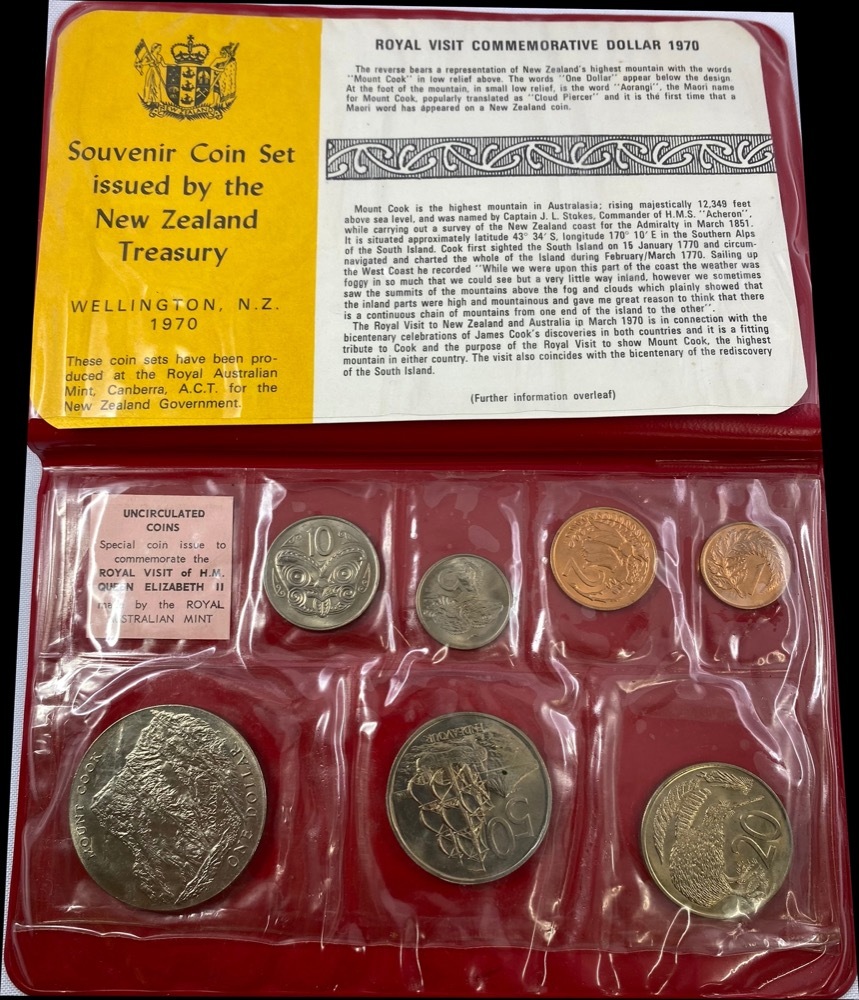 Souvenir Coin Set
issued by the
New Zealand
Treasury
WELLINGTON, N.Z.
1970
These coin sets have been pro-
duced at the Royal Australian
Mint, Canberra, A.C.T. for the
New Zealand Government.
ROYAL VISIT COMMEMORATIVE DOLLAR 1970
The reverse bears a representation of New Zealand's highest mountain with the words
"Mount Cook" in low relief above. The words "One Dollar" appear below the design.
At the foot of the mountain, in small low relief, is the word "Aorangi", the Maori name
for Mount Cook, popularly translated as "Cloud Piercer" and it is the first time that a
Maori word has appeared on a New Zealand coin.
Mount Cook is the highest mountain in Australasia; rising majestically 12,349 feet
above sea level, and was named by Captain J. L. Stokes, Commander of H.M.S. "Acheron",
while carrying out a survey of the New Zealand coast for the Admiralty in March 1851.
It is situated approximately latitude 43° 34′ S, longitude 170° 10′ E in the Southern Alps
of the South Island. Cook first sighted the South Island on 15 January 1770 and circum-
navigated and charted the whole of the Island during February/March 1770. Sailing up
the West Coast he recorded "While we were upon this part of the coast the weather was
foggy in so much that we could see but a very little way inland, however we sometimes
saw the summits of the mountains above the fog and clouds which plainly showed that
the inland parts were high and mountainous and gave me great reason to think that there
is a continuous chain of mountains from one end of the island to the other".
The Royal Visit to New Zealand and Australia in March 1970 is in connection with the
bicentenary celebrations of James Cook's discoveries in both countries and it is a fitting
tribute to Cook and the purpose of the Royal Visit to show Mount Cook, the highest
mountain in either country. The visit also coincides with the bicentenary of the rediscovery
of the South Island.
(Further information overleaf)
UNCIRCULATED
COINS
Special coin issue to
commemorate the
ROYAL VISIT of H.M.
QUEEN ELIZABETH II
by the ROYAL
MINT
10
5
2
1
MOUNT COOK
ONE DOLLAR
ENDEAVOUR
50
20